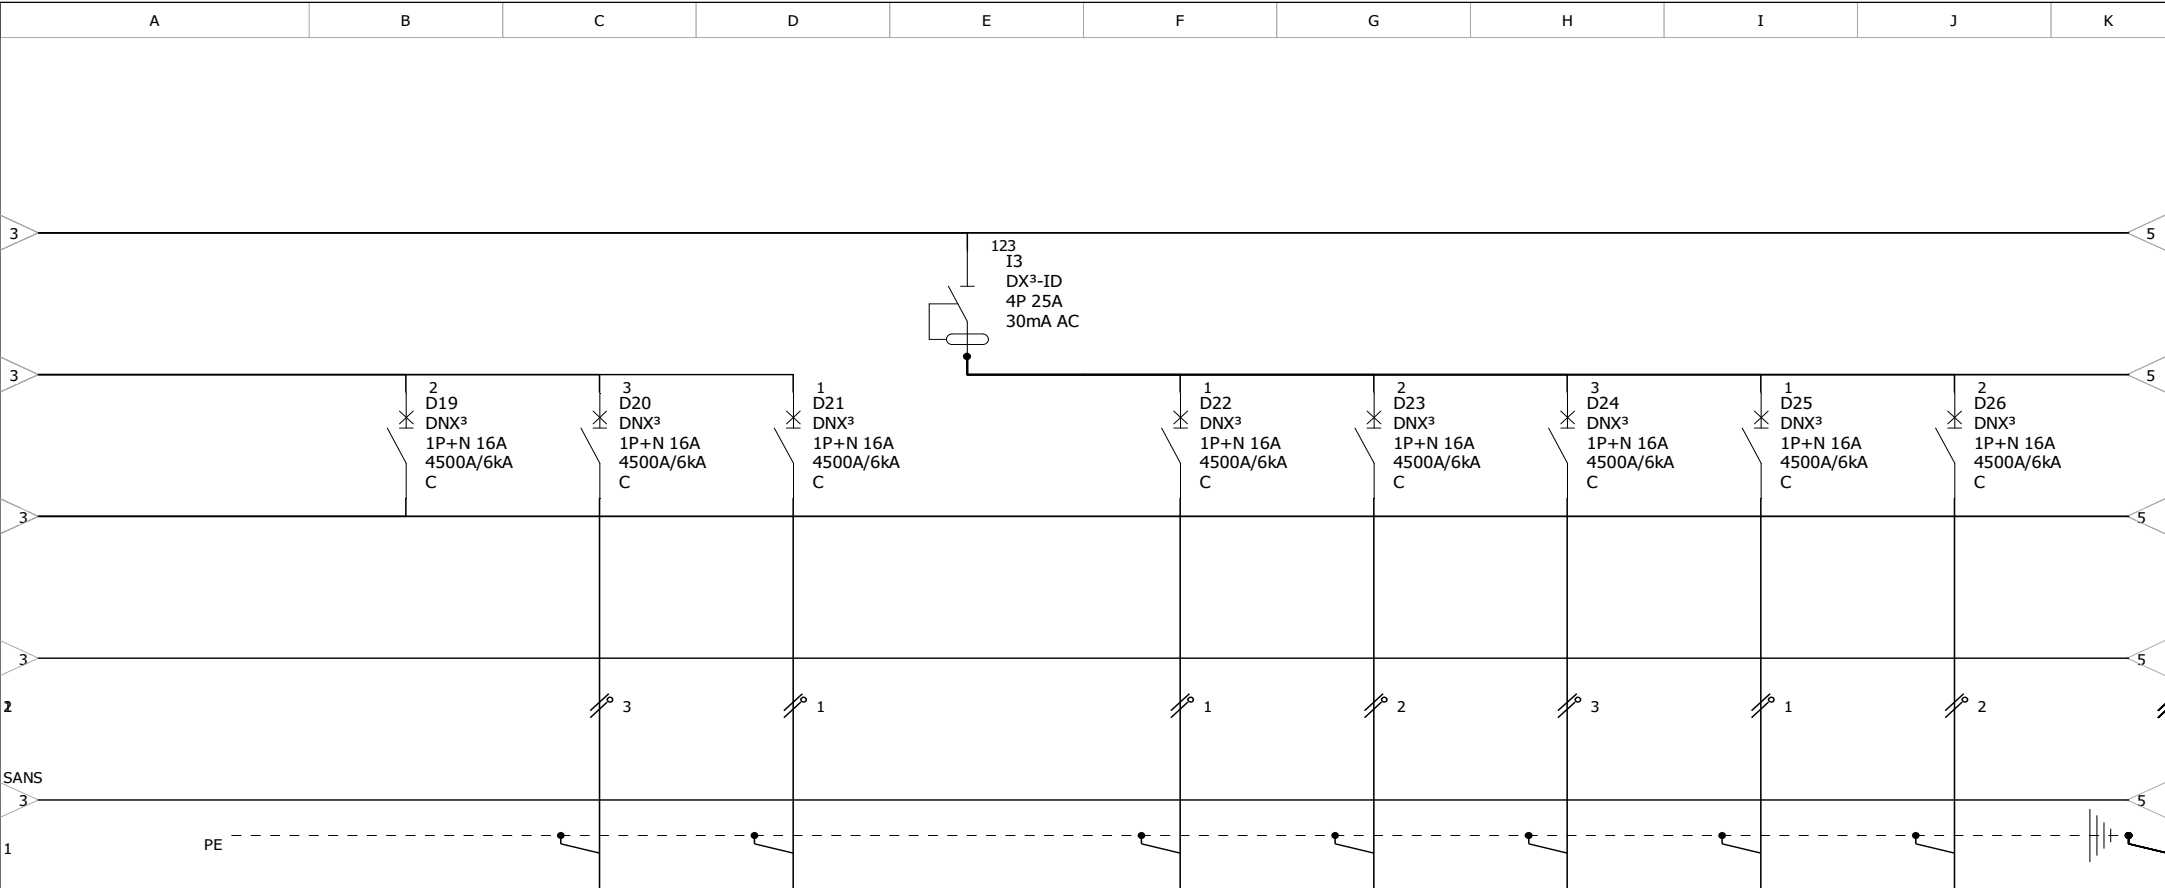 A B C D E F G H I J K
3 5
123
I3
DX³-ID
4P 25A
30mA AC
3 5
2 3 1 1 2 3 1 2
D19 D20 D21 D22 D23 D24 D25 D26
DNX³ DNX³ DNX³ DNX³ DNX³ DNX³ DNX³ DNX³
1P+N 16A 1P+N 16A 1P+N 16A 1P+N 16A 1P+N 16A 1P+N 16A 1P+N 16A 1P+N 16A
4500A/6kA 4500A/6kA 4500A/6kA 4500A/6kA 4500A/6kA 4500A/6kA 4500A/6kA 4500A/6kA
C C C C C C C C
3 5
3 5
3 1 1 2 3 1 2
SANS
3 5
PE
1